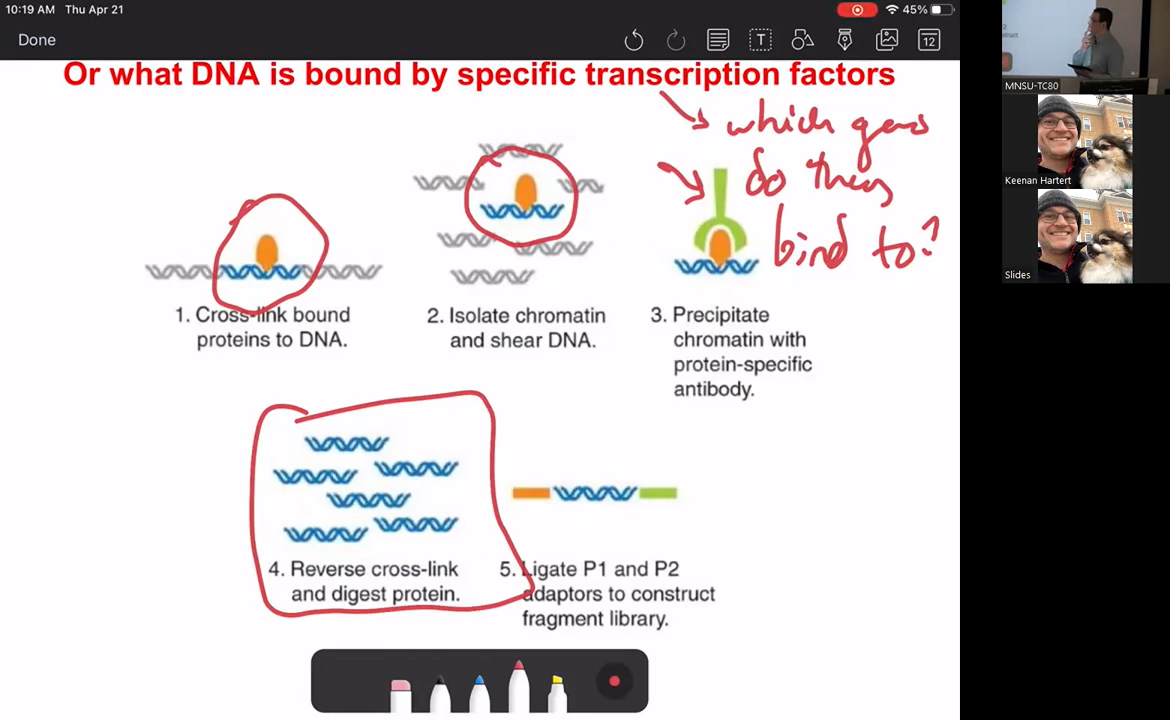 10:19 AM Thu Apr 21
45%
Done
12
Or what DNA is bound by specific transcription factors
which
do they
bind to?
1. Cross-link bound
proteins to DNA.
2. Isolate chromatin
and shear DNA.
3. Precipitate
chromatin with
protein-specific
antibody.
4. Reverse cross-link
and digest protein.
5. Ligate P1 and P2
adaptors to construct
fragment library.
MNSU-TC80
Keenan Hartert
Slides